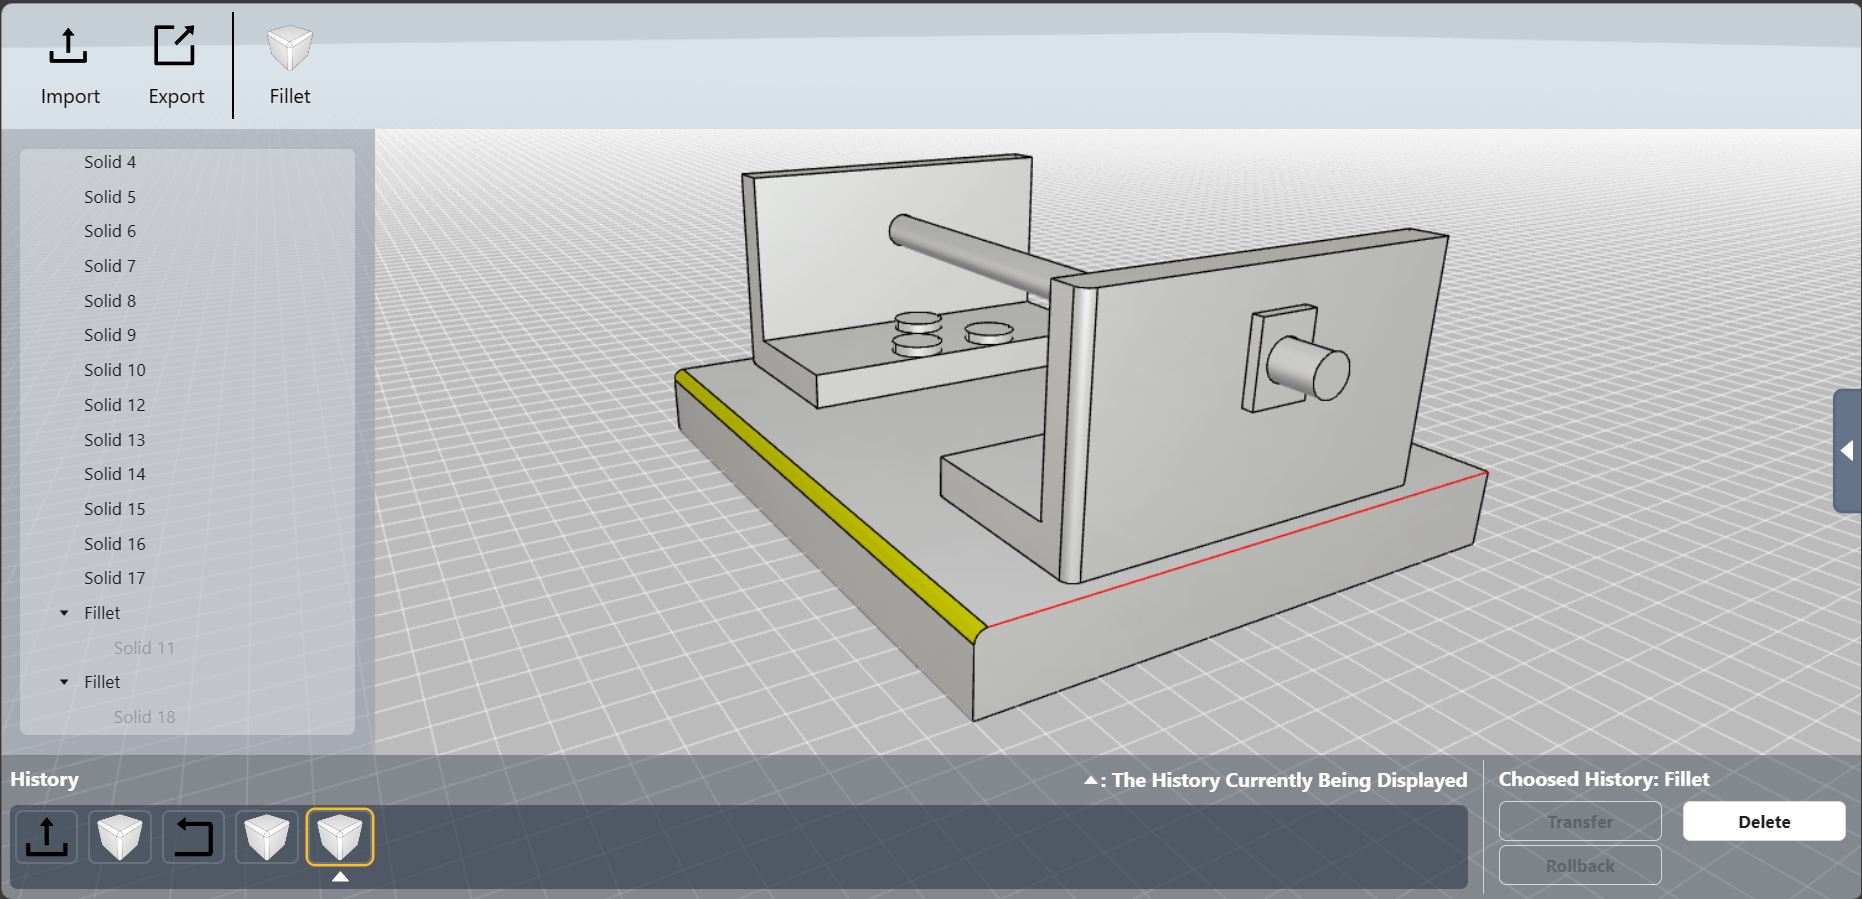 Import
Export
Fillet
Solid 4
Solid 5
Solid 6
Solid 7
Solid 8
Solid 9
Solid 10
Solid 12
Solid 13
Solid 14
Solid 15
Solid 16
Solid 17
Fillet
Solid 11
Fillet
Solid 18
History
: The History Currently Being Displayed
Choosed History: Fillet
Transfer
Delete
Rollback